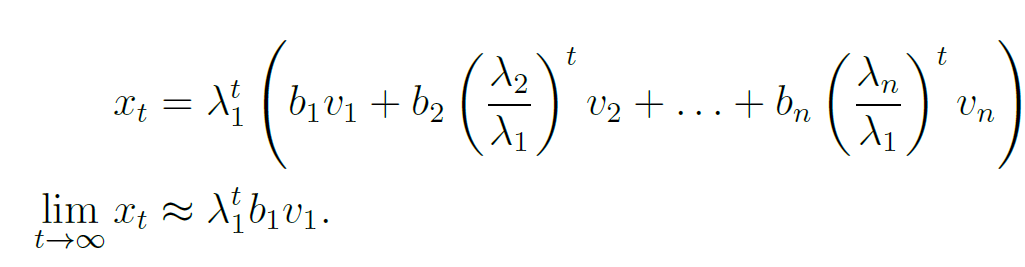 $x_t = \lambda_1^t \left( b_1 v_1 + b_2 \left( \frac{\lambda_2}{\lambda_1} \right)^t v_2 + \ldots + b_n \left( \frac{\lambda_n}{\lambda_1} \right)^t v_n \right)$
$\lim_{t \to \infty} x_t \approx \lambda_1^t b_1 v_1.$